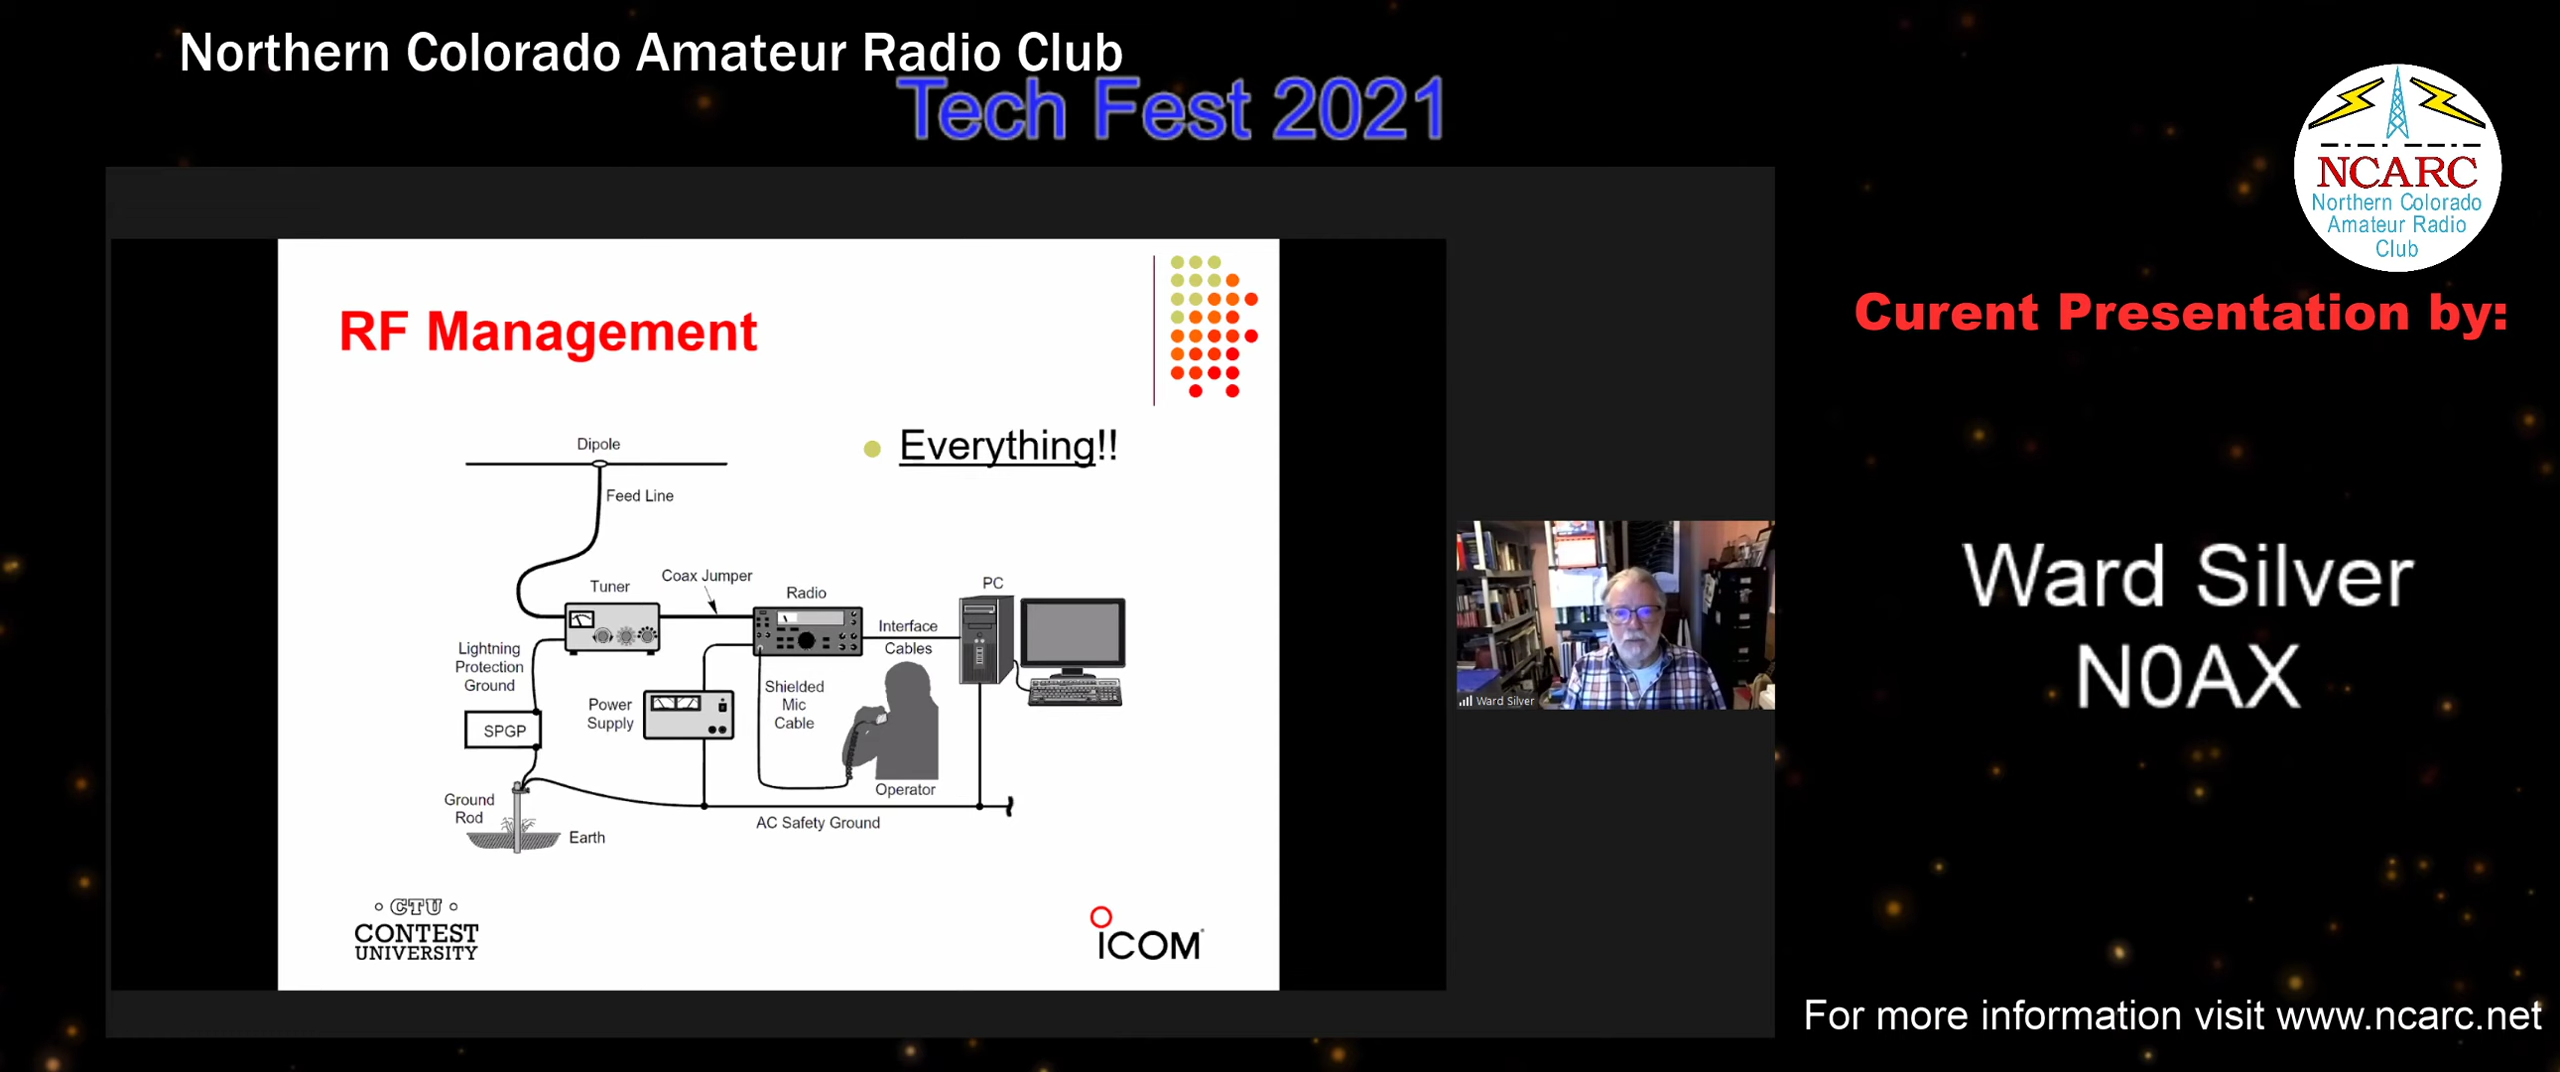 Northern Colorado Amateur Radio Club
Tech Fest 2021
NCARC
Northern Colorado
Amateur Radio
Club
Curent Presentation by:
Ward Silver
N0AX
For more information visit www.ncarc.net
RF Management
Everything!!
Dipole
Feed Line
Tuner
Coax Jumper
Radio
PC
Interface
Cables
Lightning
Protection
Ground
SPGP
Power
Supply
Shielded
Mic
Cable
Operator
Ground
Rod
Earth
AC Safety Ground
CTU
CONTEST
UNIVERSITY
ICOM
Ward Silver